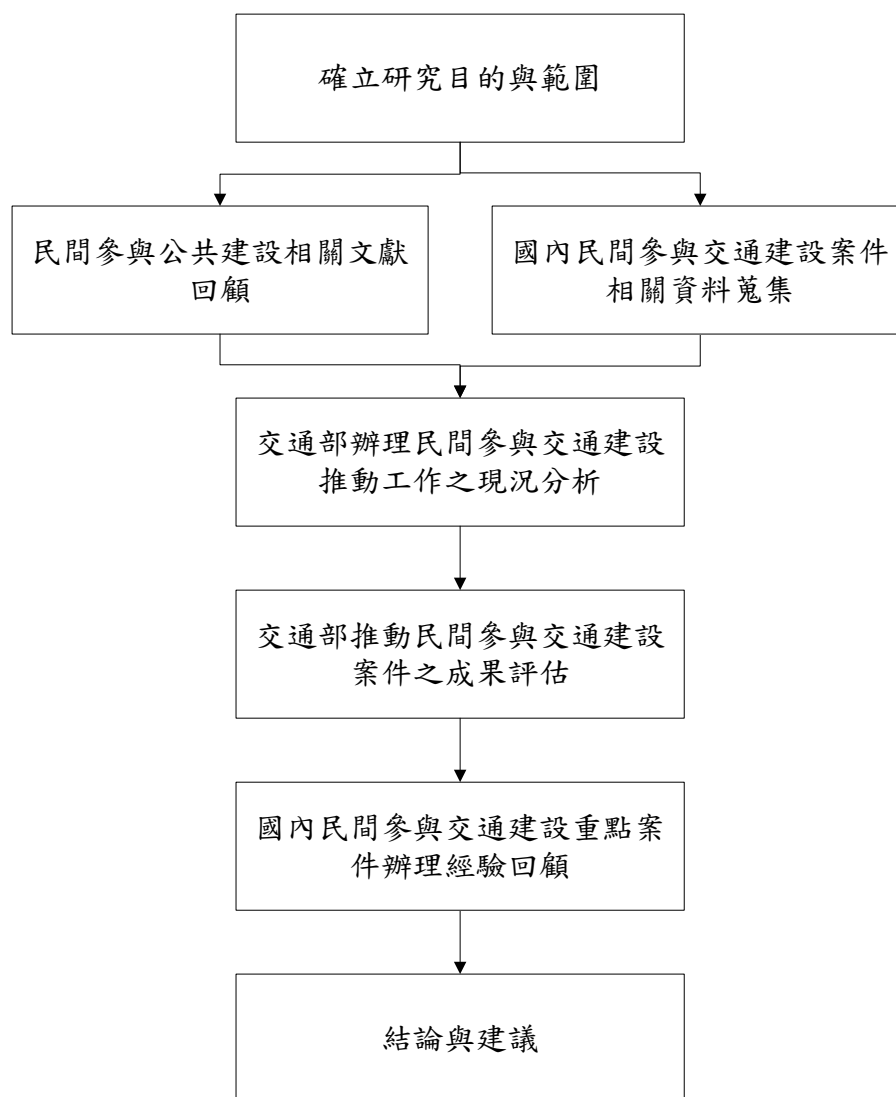 確立研究目的與範圍
民間參與公共建設相關文獻
回顧
國內民間參與交通建設案件
相關資料蒐集
交通部辦理民間參與交通建設
推動工作之現況分析
交通部推動民間參與交通建設
案件之成果評估
國內民間參與交通建設重點案
件辦理經驗回顧
結論與建議